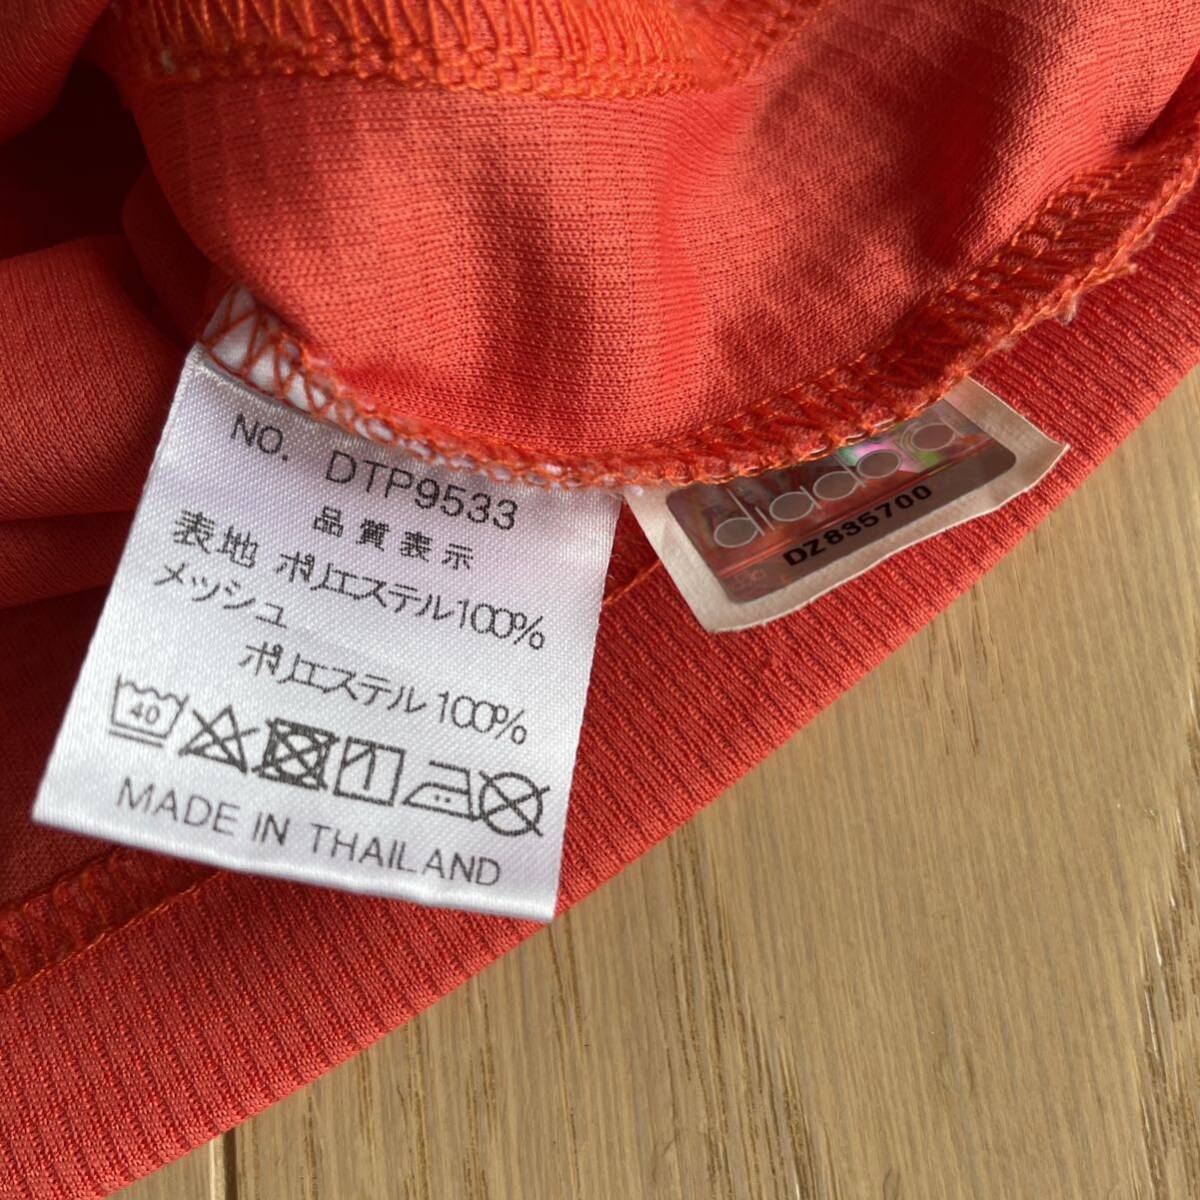 NO. DTP9533
品質表示
表地 ポリエステル100%
メッシュ
ポリエステル100%
40
MADE IN THAILAND
diadora
DZ835700